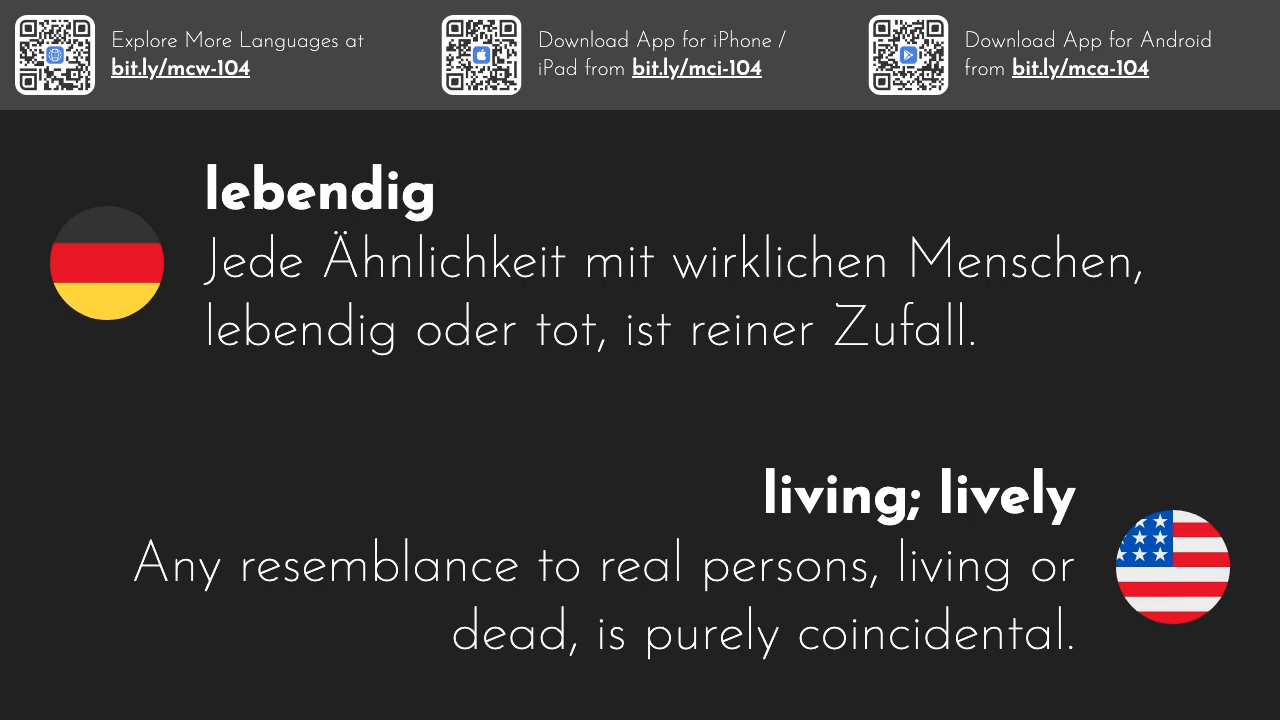 Explore More Languages at
bit.ly/mcw-104
Download App for iPhone /
iPad from bit.ly/mci-104
Download App for Android
from bit.ly/mca-104
lebendig
Jede Ähnlichkeit mit wirklichen Menschen,
lebendig oder tot, ist reiner Zufall.
living; lively
Any resemblance to real persons, living or
dead, is purely coincidental.